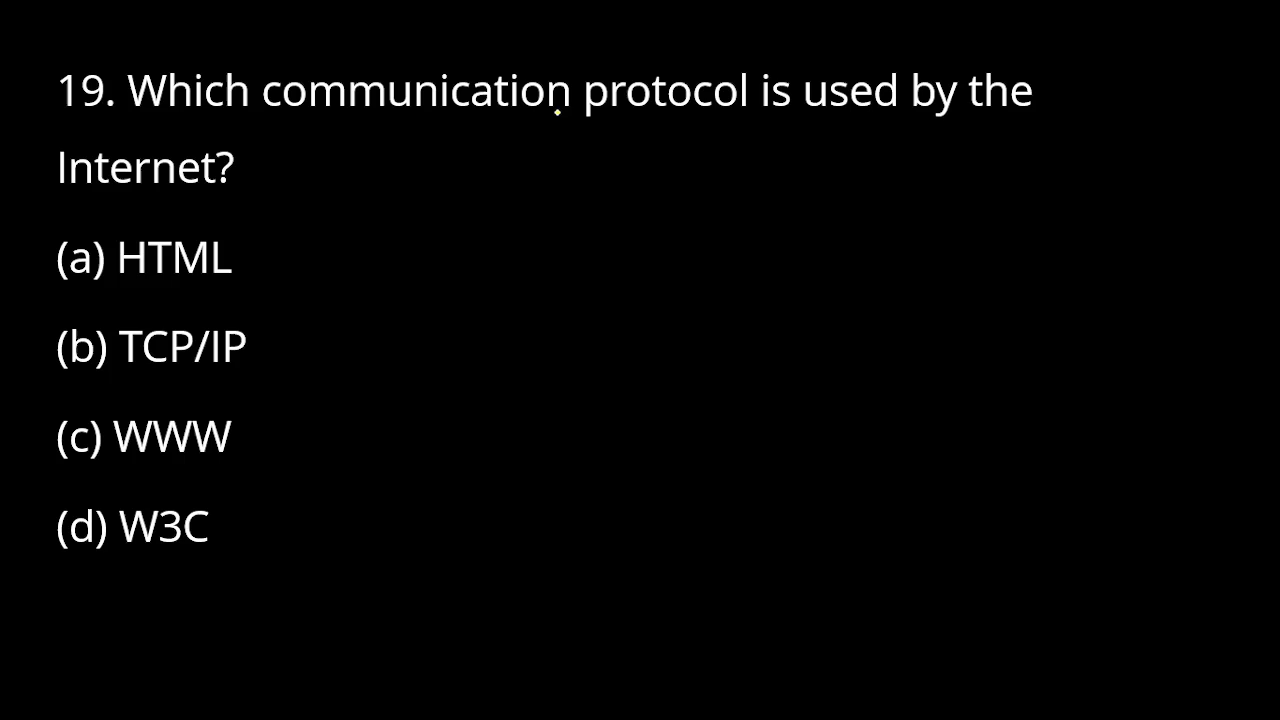 19. Which communication protocol is used by the
Internet?
(a) HTML
(b) TCP/IP
(c) WWW
(d) W3C